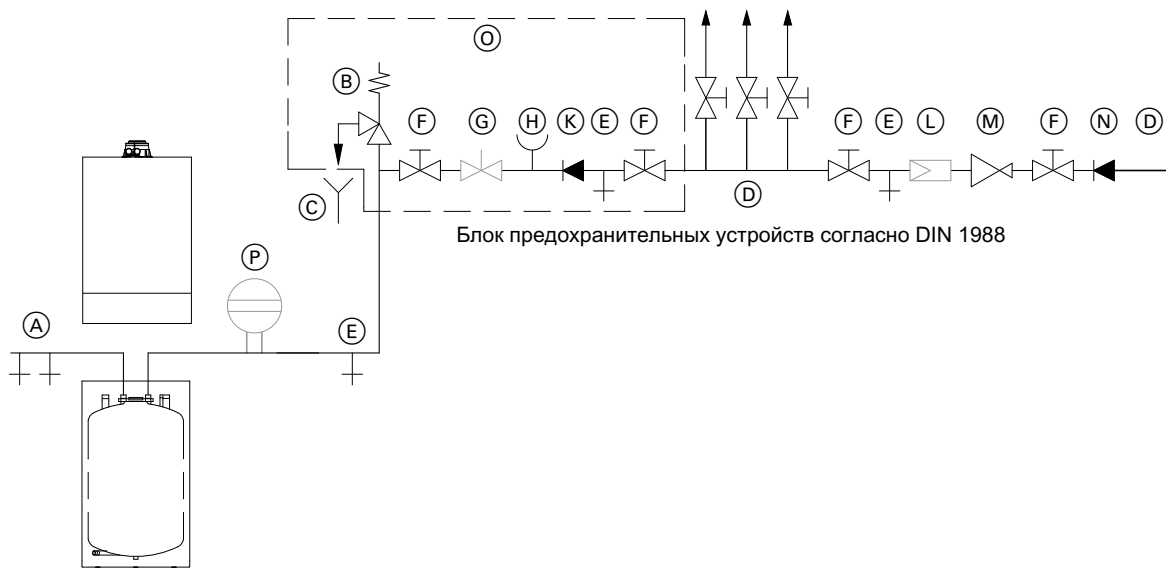 O
B
F G H K E F F E L M F N D
C
D
Блок предохранительных устройств согласно DIN 1988
P
A
E